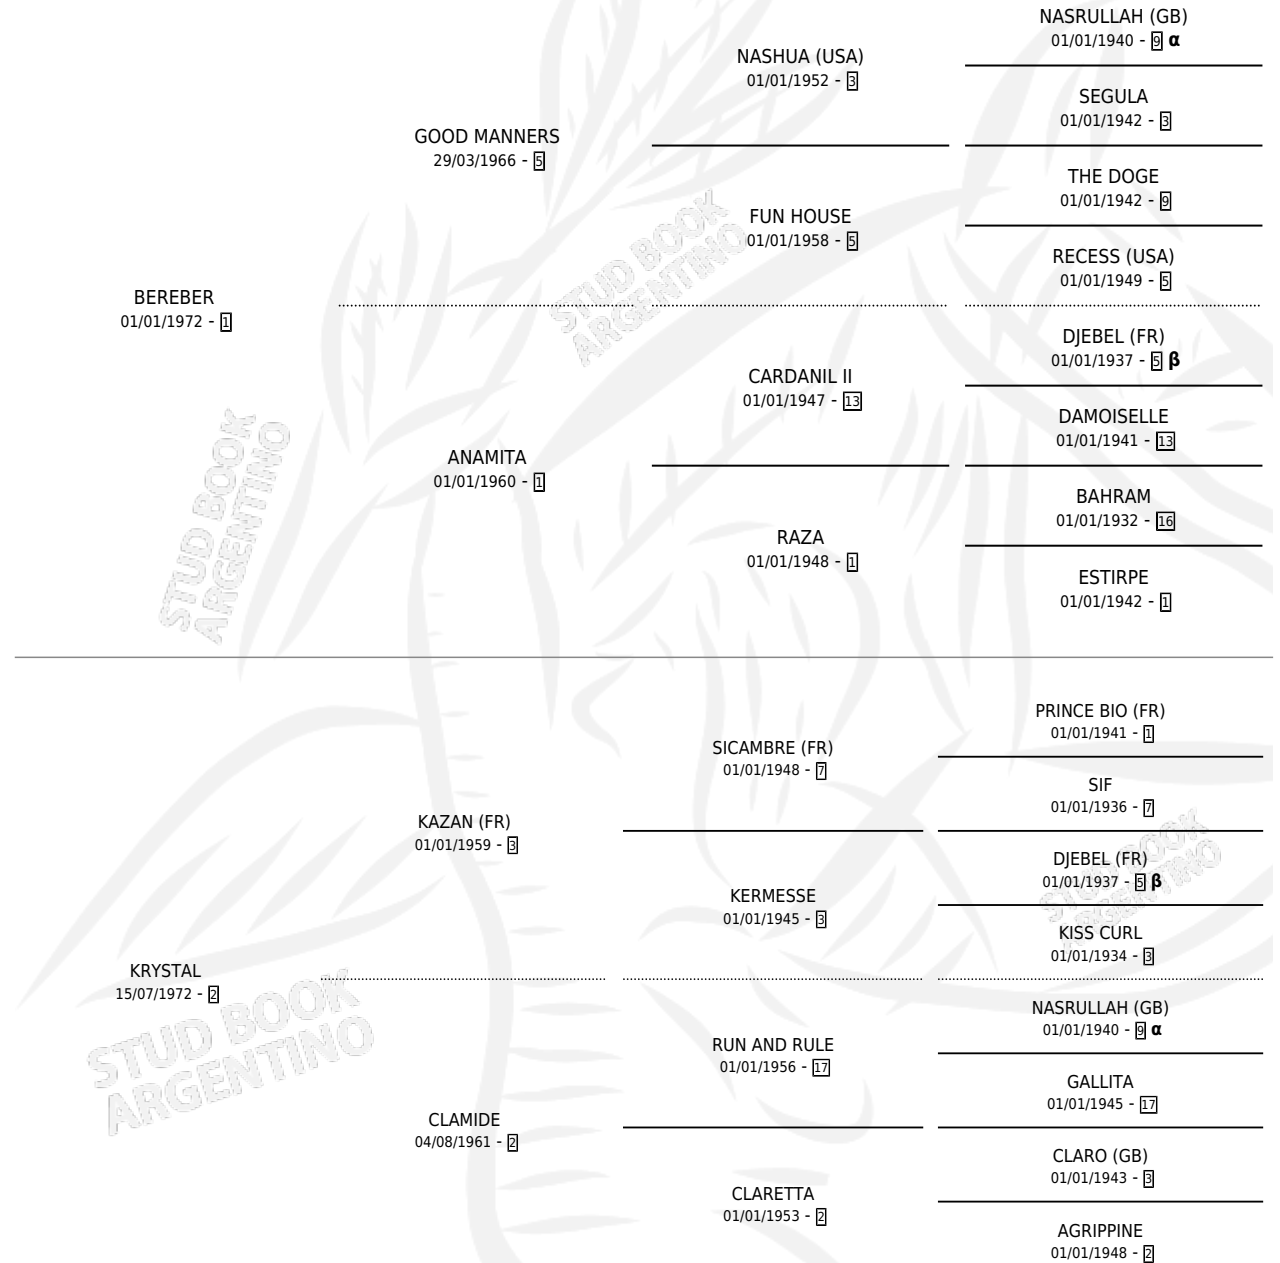 NASRULLAH (GB)
01/01/1940 - 9 α
NASHUA (USA)
01/01/1952 - 3
SEGULA
01/01/1942 - 3
GOOD MANNERS
29/03/1966 - 5
THE DOGE
01/01/1942 - 9
FUN HOUSE
01/01/1958 - 5
RECESS (USA)
01/01/1949 - 5
BEREBER
01/01/1972 - 1
STUD BOOK
ARGENTINO
DJEBEL (FR)
01/01/1937 - 5 β
CARDANIL II
01/01/1947 - 13
DAMOISELLE
01/01/1941 - 13
ANAMITA
01/01/1960 - 1
BAHRAM
01/01/1932 - 16
RAZA
01/01/1948 - 1
ESTIRPE
01/01/1942 - 1
STUD BOOK
ARGENTINO
PRINCE BIO (FR)
01/01/1941 - 1
SICAMBRE (FR)
01/01/1948 - 7
SIF
01/01/1936 - 7
KAZAN (FR)
01/01/1959 - 3
DJEBEL (FR)
01/01/1937 - 5 β
KERMESSE
01/01/1945 - 3
KISS CURL
01/01/1934 - 3
STUD BOOK
ARGENTINO
KRYSTAL
15/07/1972 - 2
STUD BOOK
ARGENTINO
NASRULLAH (GB)
01/01/1940 - 9 α
RUN AND RULE
01/01/1956 - 17
GALLITA
01/01/1945 - 17
CLAMIDE
04/08/1961 - 2
CLARO (GB)
01/01/1943 - 3
CLARETTA
01/01/1953 - 2
AGRIPPINE
01/01/1948 - 2